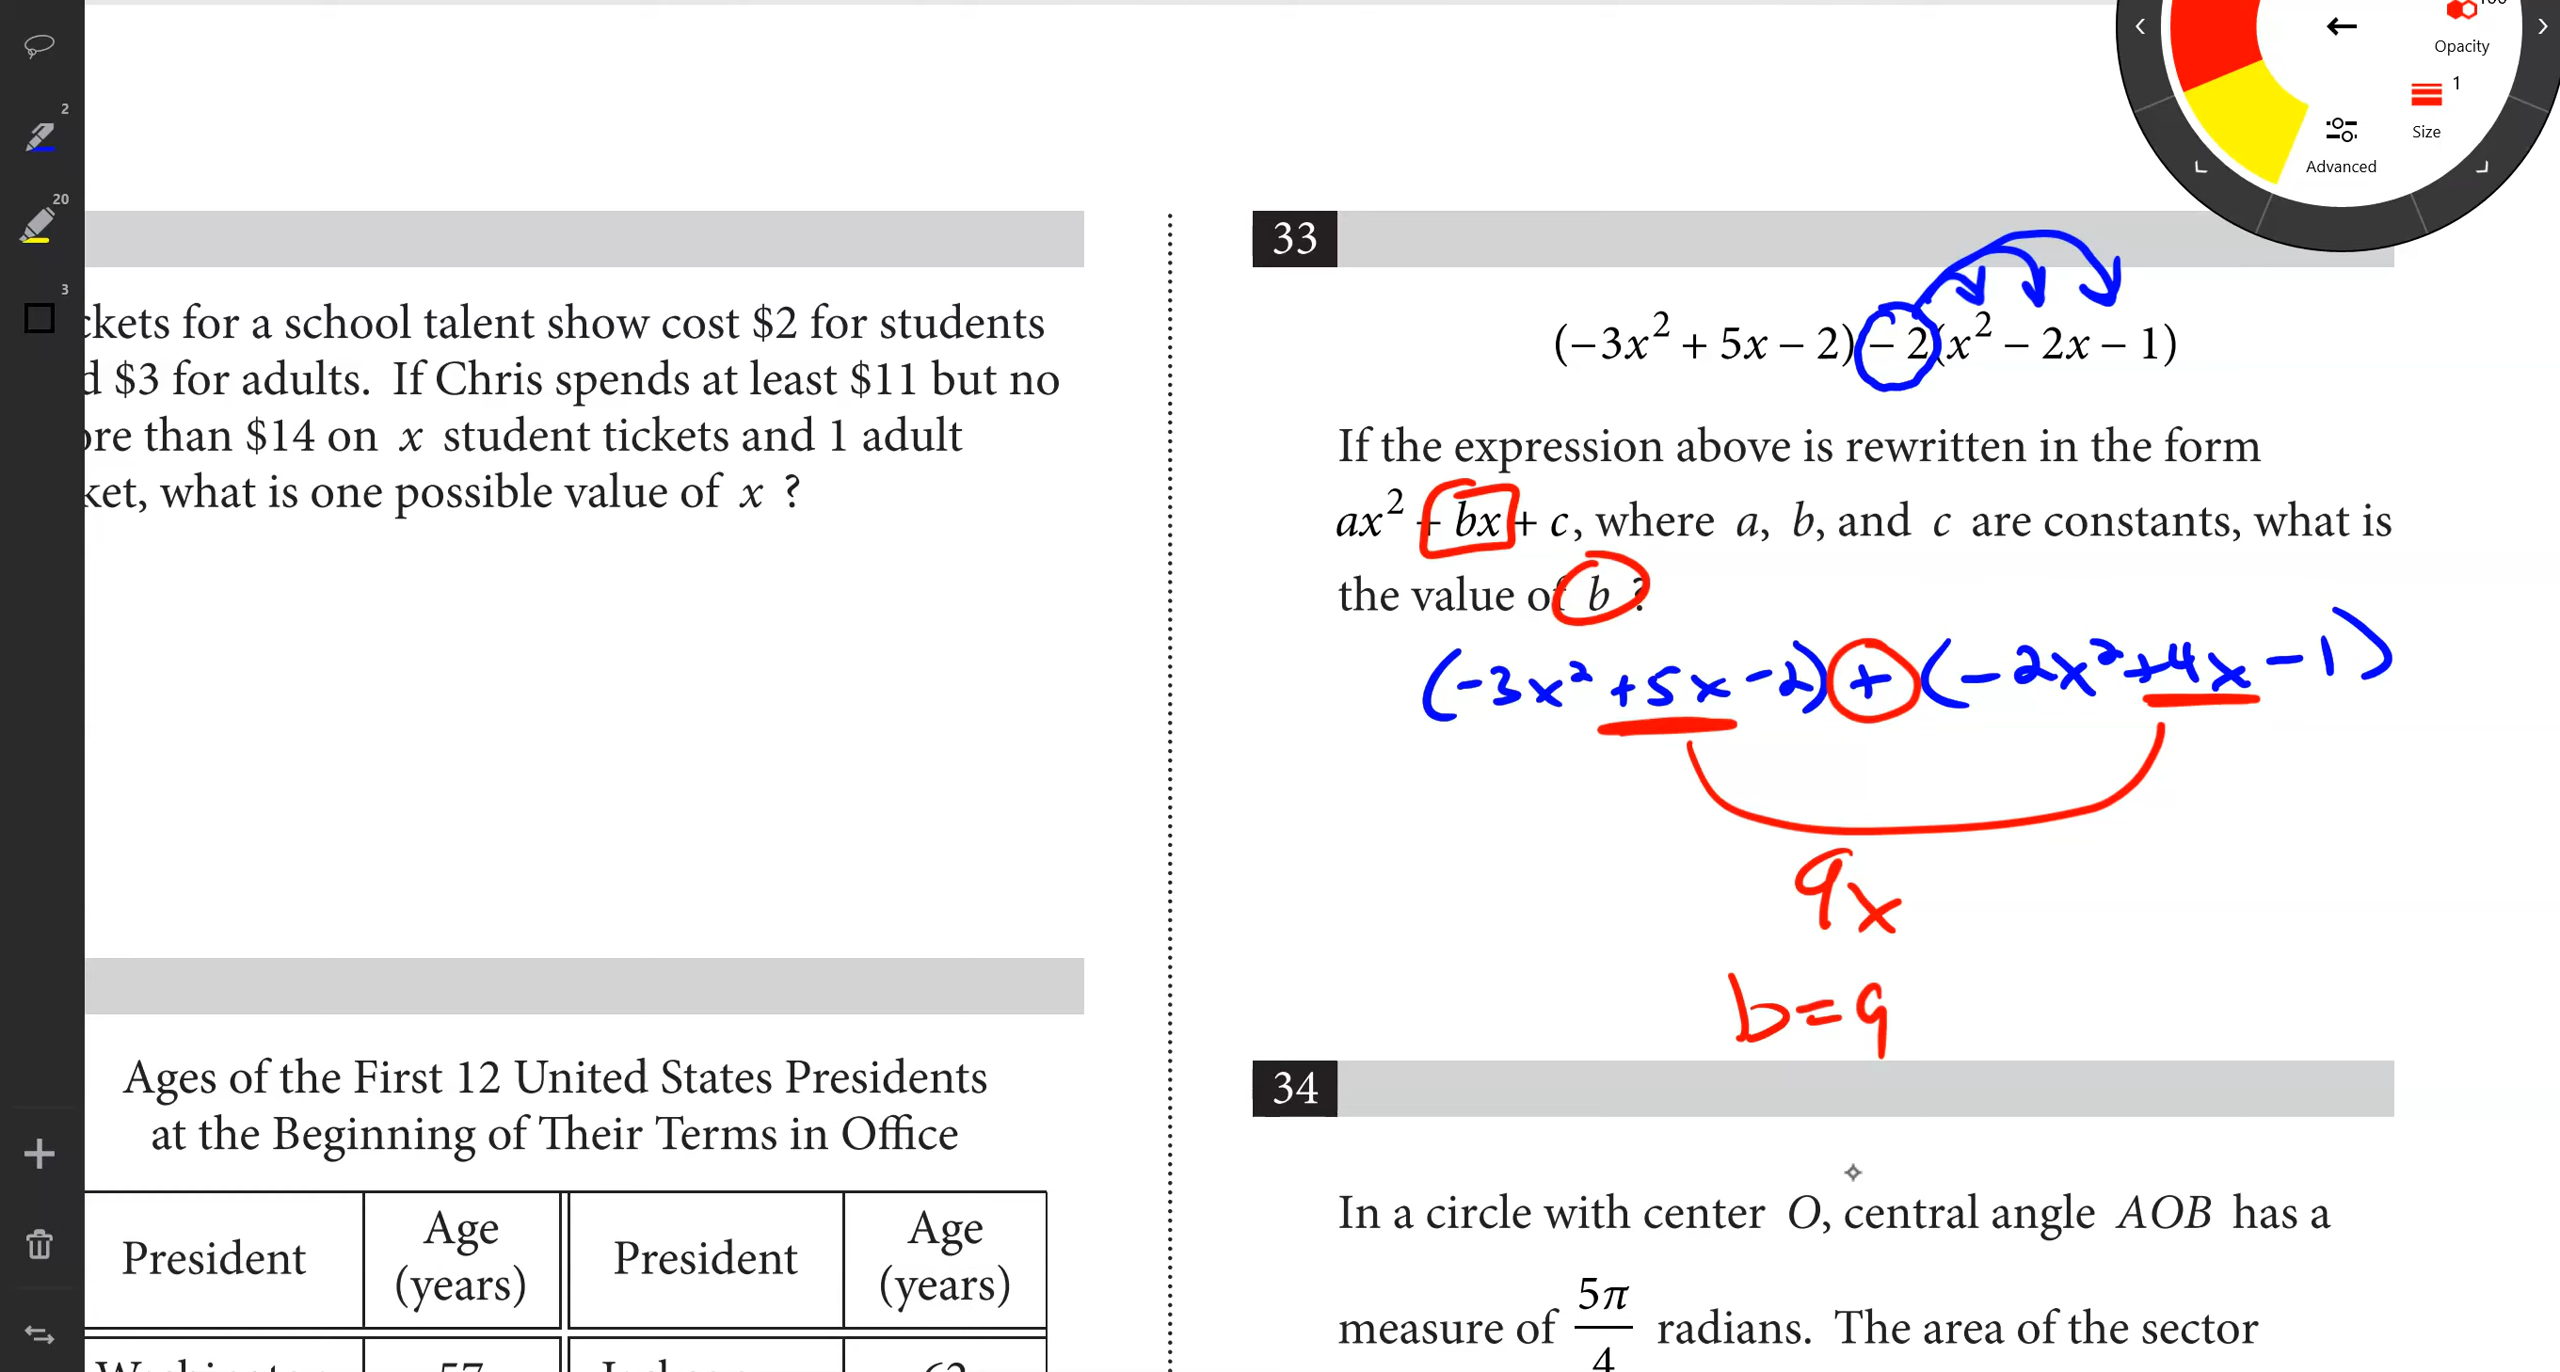 2
20
3
Opacity
1
Size
Advanced
ckets for a school talent show cost $2 for students
d $3 for adults. If Chris spends at least $11 but no
ore than $14 on x student tickets and 1 adult
ket, what is one possible value of x ?
Ages of the First 12 United States Presidents
at the Beginning of Their Terms in Office
President Age (years) President Age (years)
57
33
(−3x² + 5x − 2) − 2(x² − 2x − 1)
If the expression above is rewritten in the form
ax² + bx + c, where a, b, and c are constants, what is
the value of b ?
(-3x² +5x -2) + (-2x² +4x -1)
9x
b=9
34
In a circle with center O, central angle AOB has a
measure of 5π/4 radians. The area of the sector